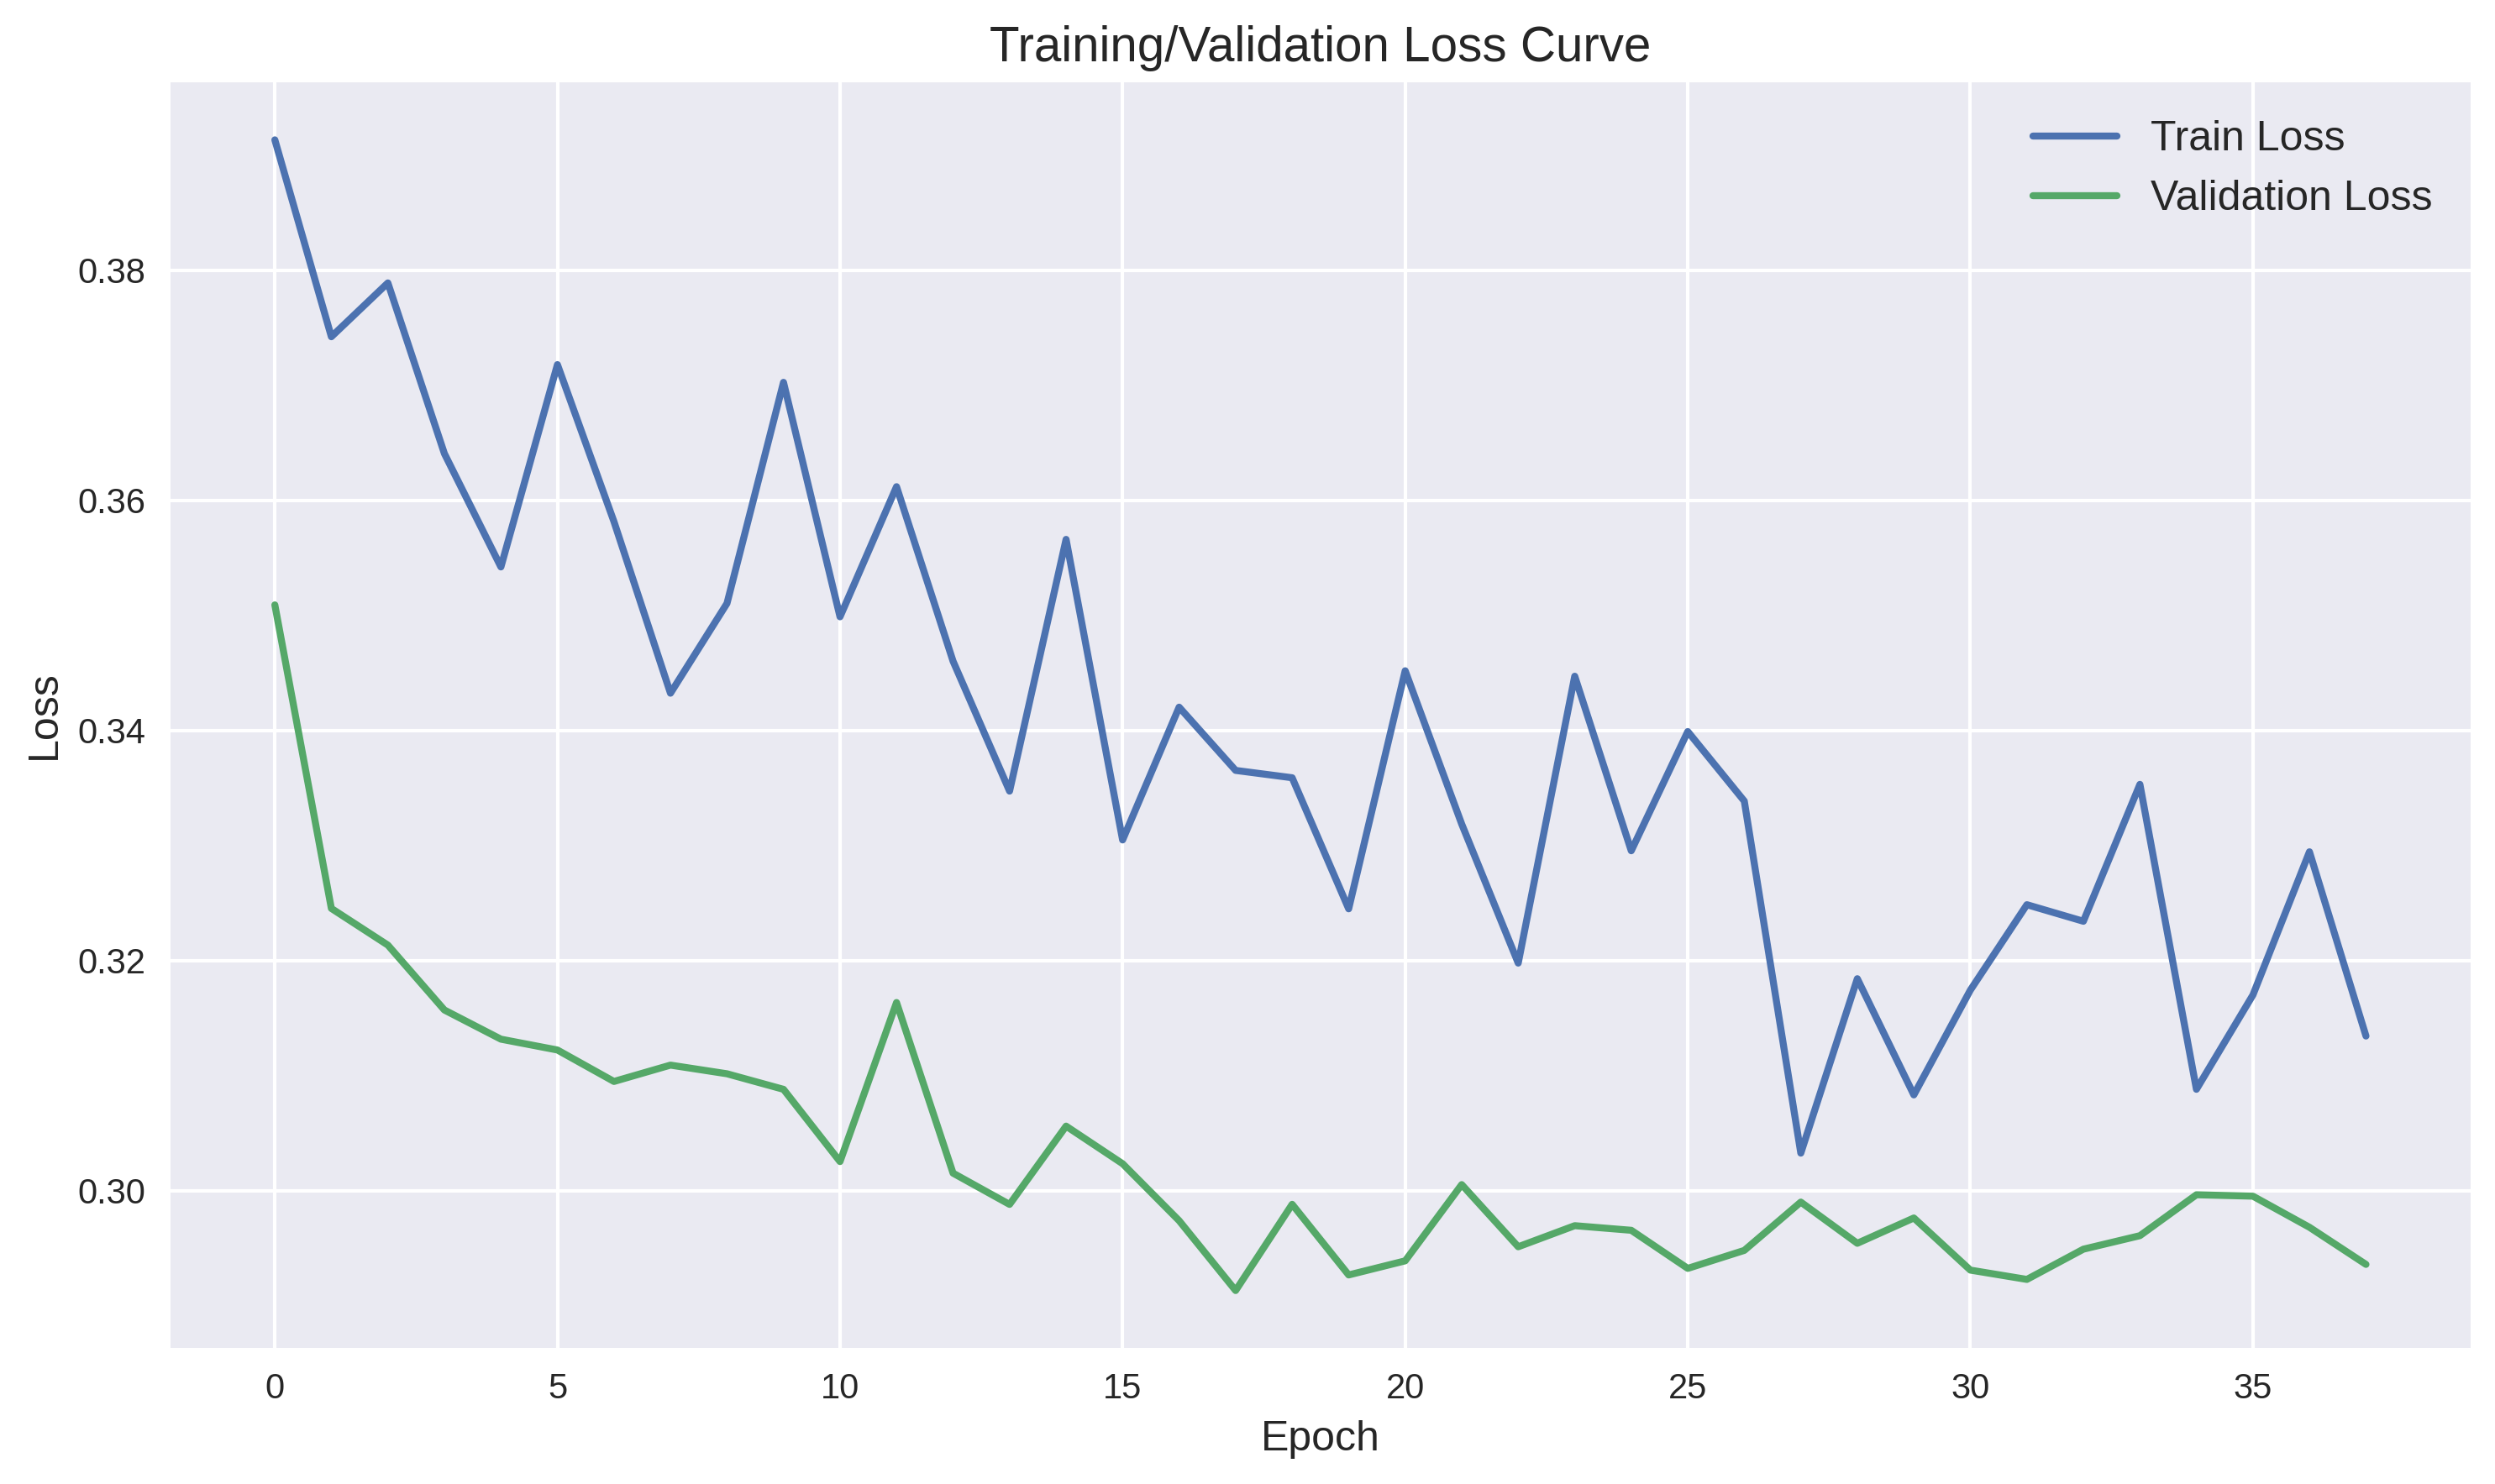 Training/Validation Loss Curve
Train Loss
Validation Loss
Loss
0.38
0.36
0.34
0.32
0.30
0 5 10 15 20 25 30 35
Epoch